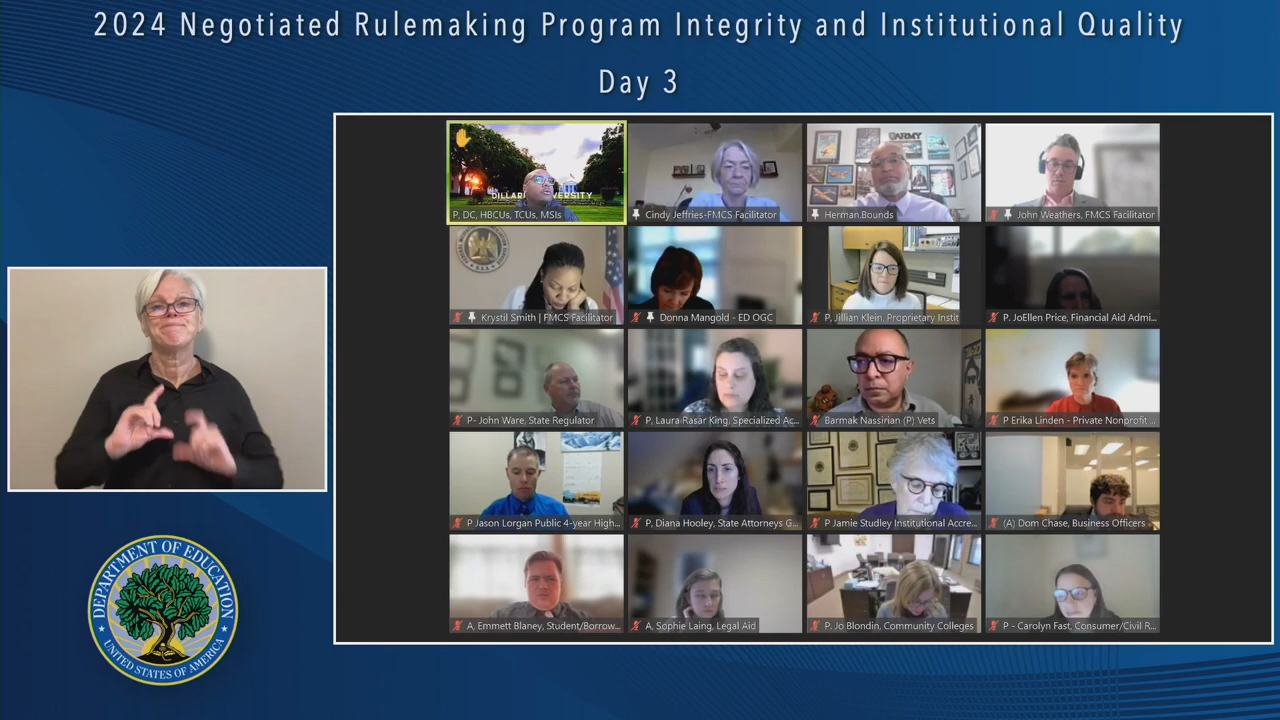 2024 Negotiated Rulemaking Program Integrity and Institutional Quality
Day 3
DILLARD UNIVERSITY
P, DC, HBCUs, TCUs, MSIs
Cindy Jeffries-FMCS Facilitator
ARMY
Herman.Bounds
John Weathers, FMCS Facilitator
Krystil Smith | FMCS Facilitator
Donna Mangold - ED OGC
P, Jillian Klein, Proprietary Instit
P. JoEllen Price, Financial Aid Admi...
P- John Ware, State Regulator
P, Laura Rasar King, Specialized Ac...
Barmak Nassirian (P) Vets
P Erika Linden - Private Nonprofit ...
P Jason Lorgan Public 4-year High...
P, Diana Hooley, State Attorneys G...
P Jamie Studley Institutional Accre...
(A) Dom Chase, Business Officers
A, Emmett Blaney, Student/Borrow...
A, Sophie Laing, Legal Aid
P. Jo Blondin, Community Colleges
P - Carolyn Fast, Consumer/Civil R...
DEPARTMENT OF EDUCATION
UNITED STATES OF AMERICA